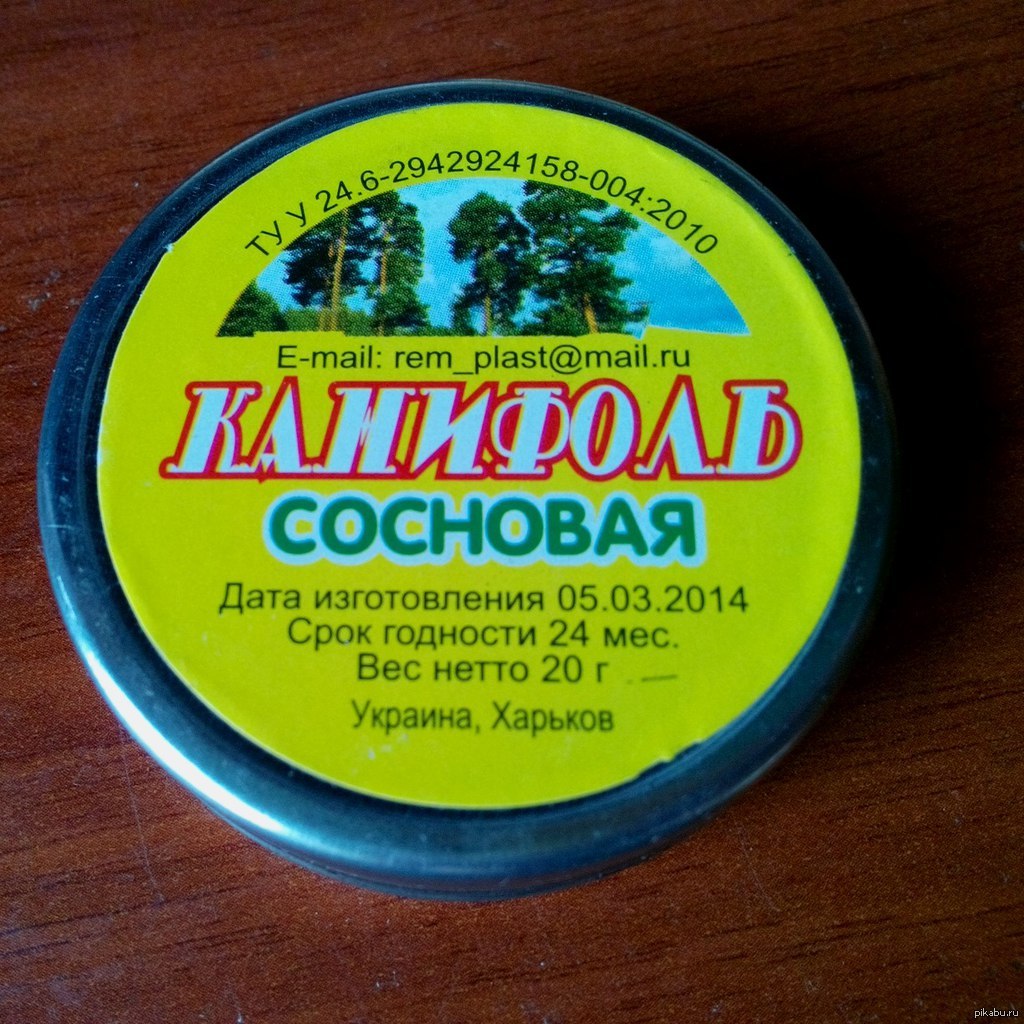 ТУ У 24.6-2942924158-004:2010
E-mail: rem_plast@mail.ru
КАНИФОЛЬ
СОСНОВАЯ
Дата изготовления 05.03.2014
Срок годности 24 мес.
Вес нетто 20 г
Украина, Харьков
pikabu.ru